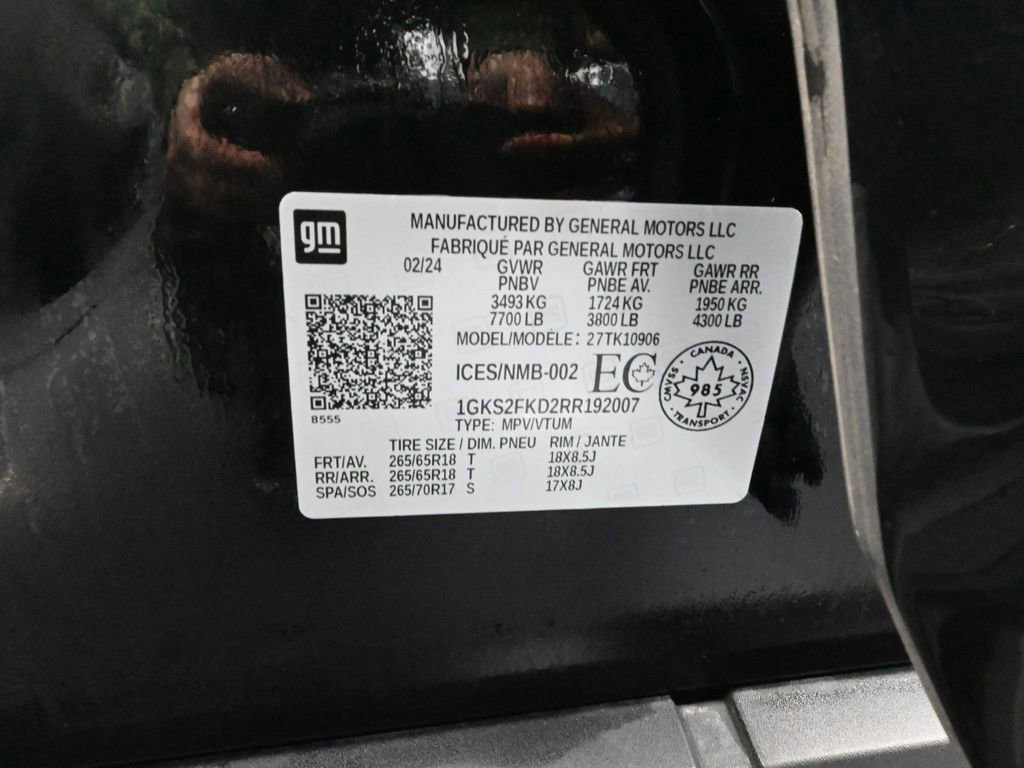 gm
MANUFACTURED BY GENERAL MOTORS LLC
FABRIQUÉ PAR GENERAL MOTORS LLC
02/24 GVWR GAWR FRT GAWR RR
PNBV PNBE AV. PNBE ARR.
3493 KG 1724 KG 1950 KG
7700 LB 3800 LB 4300 LB
MODEL/MODÈLE: 27TK10906
ICES/NMB-002 EC
CANADA CMVSS 985 NSVAC TRANSPORT
1GKS2FKD2RR192007
8555
TYPE: MPV/VTUM
TIRE SIZE / DIM. PNEU RIM / JANTE
FRT/AV. 265/65R18 T 18X8.5J
RR/ARR. 265/65R18 T 18X8.5J
SPA/SOS 265/70R17 S 17X8J